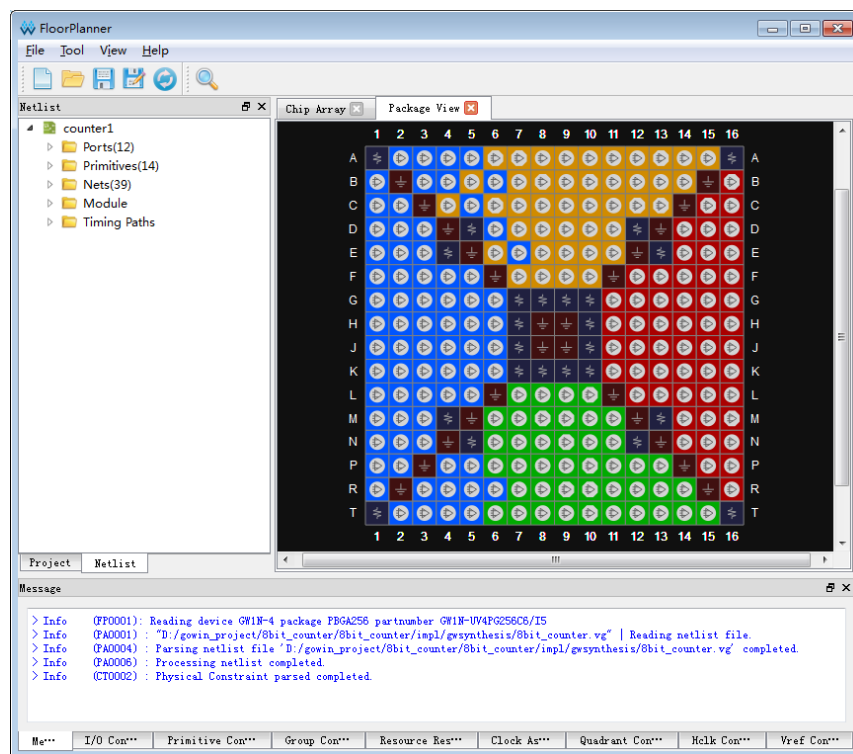 FloorPlanner
File Tool View Help
Netlist
Chip Array Package View
counter1
Ports(12)
Primitives(14)
Nets(39)
Module
Timing Paths
1 2 3 4 5 6 7 8 9 10 11 12 13 14 15 16
A A
B B
C C
D D
E E
F F
G G
H H
J J
K K
L L
M M
N N
P P
R R
T T
1 2 3 4 5 6 7 8 9 10 11 12 13 14 15 16
Project Netlist
Message
> Info (FP0001): Reading device GW1N-4 package PBGA256 partnumber GW1N-UV4PG256C6/I5
> Info (PA0001) : "D:/gowin_project/8bit_counter/8bit_counter/impl/gwsynthesis/8bit_counter.vg" | Reading netlist file.
> Info (PA0004) : Parsing netlist file 'D:/gowin_project/8bit_counter/8bit_counter/impl/gwsynthesis/8bit_counter.vg' completed.
> Info (PA0006) : Processing netlist completed.
> Info (CT0002) : Physical Constraint parsed completed.
Me··· I/O Con··· Primitive Con··· Group Con··· Resource Res··· Clock As··· Quadrant Con··· Hclk Con··· Vref Con···